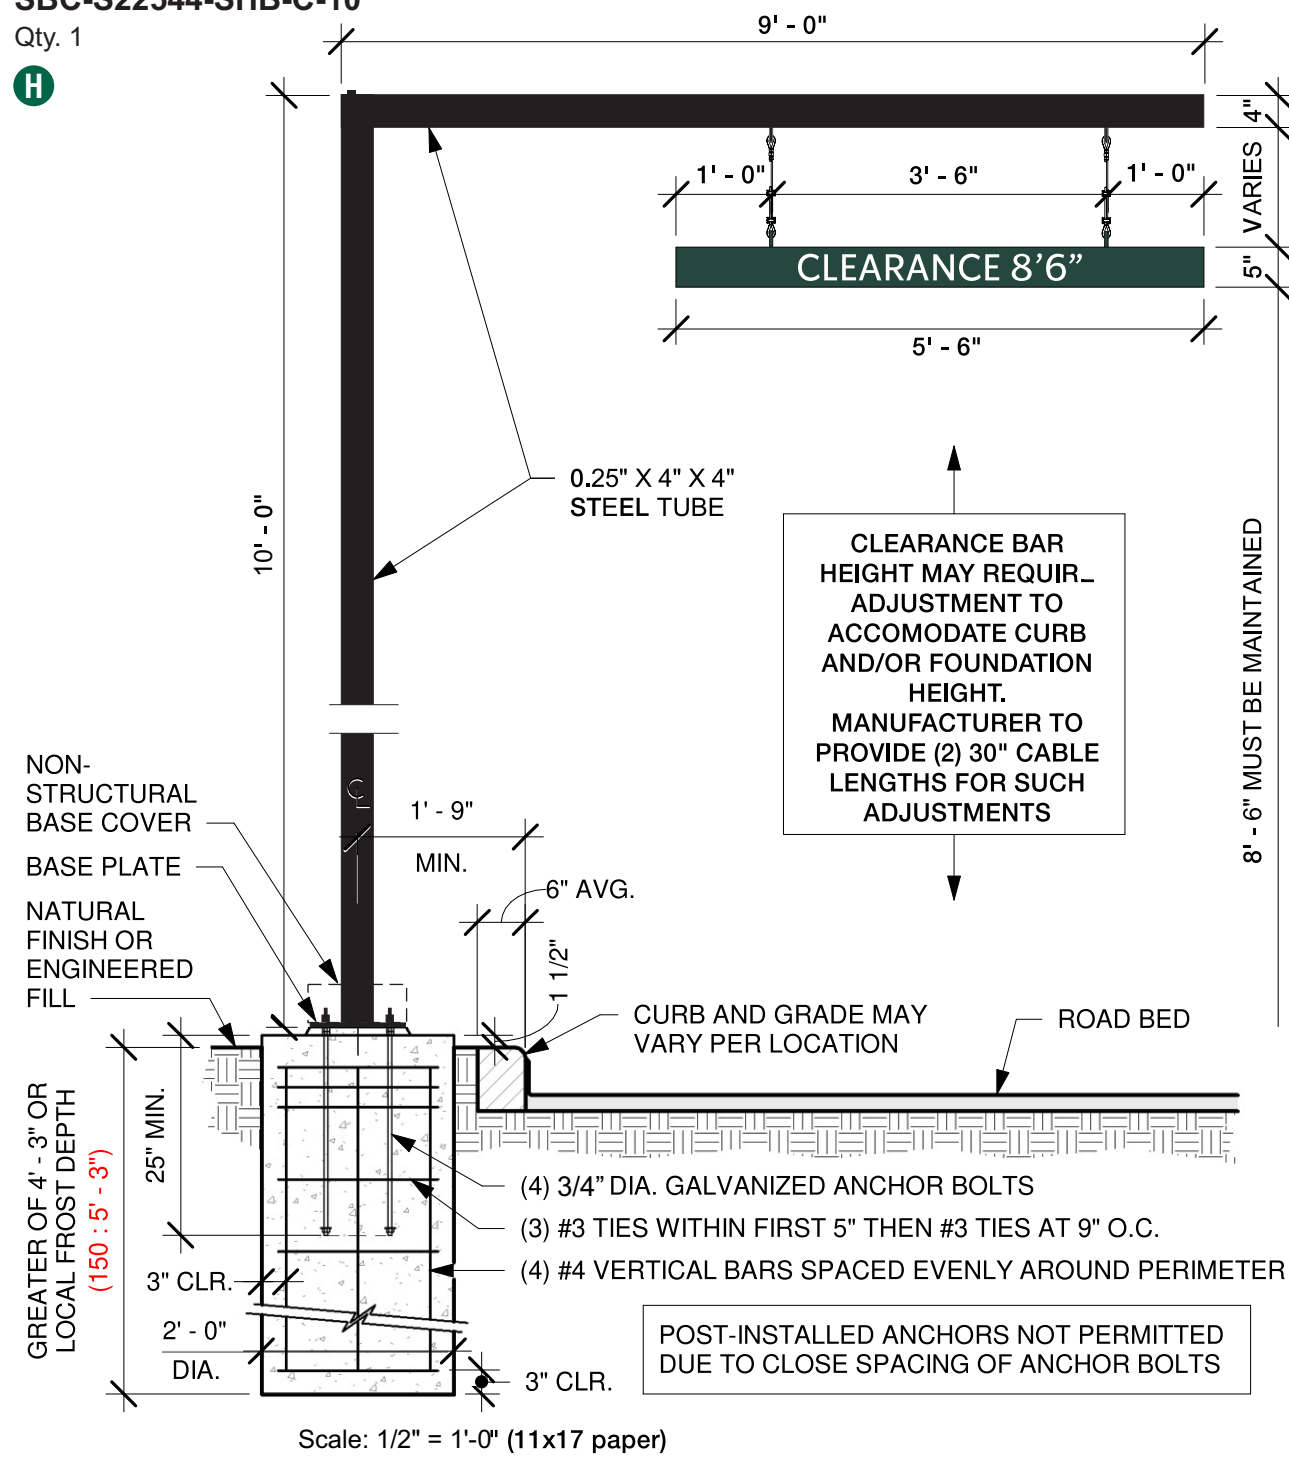 SBC-S22544-SHB-C-10
Qty. 1
H
9' - 0"
4"
VARIES
5"
1' - 0"
3' - 6"
1' - 0"
CLEARANCE 8’6”
5' - 6"
10' - 0"
0.25" X 4" X 4"
STEEL TUBE
CLEARANCE BAR
HEIGHT MAY REQUIR_
ADJUSTMENT TO
ACCOMODATE CURB
AND/OR FOUNDATION
HEIGHT.
MANUFACTURER TO
PROVIDE (2) 30" CABLE
LENGTHS FOR SUCH
ADJUSTMENTS
8' - 6" MUST BE MAINTAINED
NON-
STRUCTURAL
BASE COVER
BASE PLATE
NATURAL
FINISH OR
ENGINEERED
FILL
CL
1' - 9"
MIN.
6" AVG.
1 1/2"
CURB AND GRADE MAY
VARY PER LOCATION
ROAD BED
GREATER OF 4' - 3" OR
LOCAL FROST DEPTH
(150 : 5' - 3")
25" MIN.
(4) 3/4” DIA. GALVANIZED ANCHOR BOLTS
(3) #3 TIES WITHIN FIRST 5" THEN #3 TIES AT 9" O.C.
(4) #4 VERTICAL BARS SPACED EVENLY AROUND PERIMETER
3" CLR.
2' - 0"
DIA.
3" CLR.
POST-INSTALLED ANCHORS NOT PERMITTED
DUE TO CLOSE SPACING OF ANCHOR BOLTS
Scale: 1/2" = 1'-0" (11x17 paper)